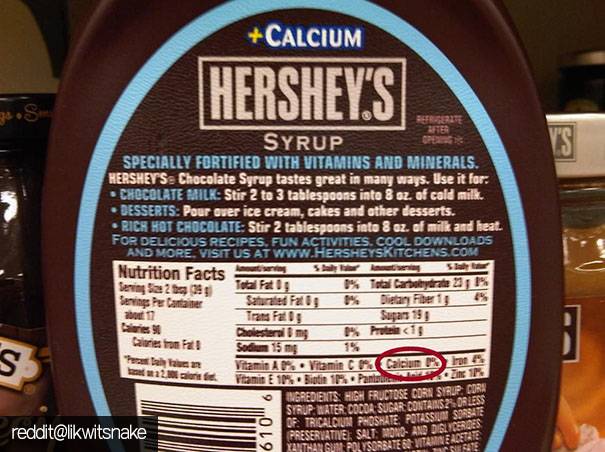 +CALCIUM
HERSHEY'S
REFRIGERATE
AFTER
OPENING
SYRUP
SPECIALLY FORTIFIED WITH VITAMINS AND MINERALS.
HERSHEY'S® Chocolate Syrup tastes great in many ways. Use it for:
• CHOCOLATE MILK: Stir 2 to 3 tablespoons into 8 oz. of cold milk.
• DESSERTS: Pour over ice cream, cakes and other desserts.
• RICH HOT CHOCOLATE: Stir 2 tablespoons into 8 oz. of milk and heat.
FOR DELICIOUS RECIPES, FUN ACTIVITIES, COOL DOWNLOADS
AND MORE, VISIT US AT WWW.HERSHEYSKITCHENS.COM
Nutrition Facts
Serving Size 2 tbsp (39 g)
Servings Per Container
about 17
Calories 90
Calories from Fat 0
*Percent Daily Values are
based on a 2,000 calorie diet.
Amount/serving % Daily Value*
Total Fat 0 g 0%
Saturated Fat 0 g 0%
Trans Fat 0 g
Cholesterol 0 mg 0%
Sodium 15 mg 1%
Amount/serving % Daily Value*
Total Carbohydrate 23 g 8%
Dietary Fiber 1 g 4%
Sugars 19 g
Protein <1 g
Vitamin A 0% • Vitamin C 0% • Calcium 0% • Iron 4%
Vitamin E 10% • Biotin 10% • Zinc 10%
INGREDIENTS: HIGH FRUCTOSE CORN SYRUP; CORN
SYRUP; WATER; COCOA; SUGAR; CONTAINS 2% OR LESS
OF: TRICALCIUM PHOSHATE; POTASSIUM SORBATE
(PRESERVATIVE); SALT; MONO- AND DIGLYCERIDES;
XANTHAN GUM; POLYSORBATE 60; VITAMIN E ACETATE;
6106
Y'S
S
reddit@likwitsnake